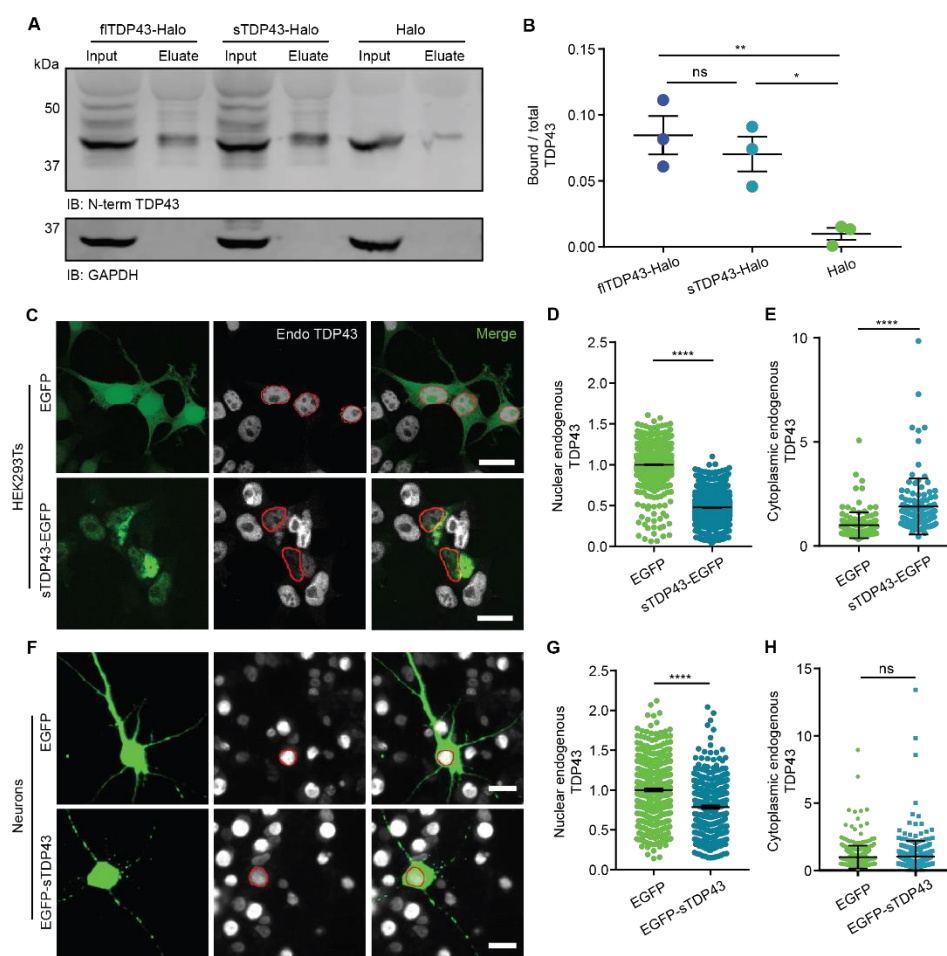 A
flTDP43-Halo sTDP43-Halo Halo
Input Eluate Input Eluate Input Eluate
kDa
50
37
IB: N-term TDP43
37
IB: GAPDH
B
Bound / total
TDP43
0.15
0.10
0.05
0.00
**
ns
*
flTDP43-Halo
sTDP43-Halo
Halo
C
Endo TDP43
Merge
HEK293Ts
EGFP
sTDP43-EGFP
D
Nuclear endogenous
TDP43
2.5
2.0
1.5
1.0
0.5
0.0
****
EGFP
sTDP43-EGFP
E
Cytoplasmic endogenous
TDP43
10
5
0
****
EGFP
sTDP43-EGFP
F
Neurons
EGFP
EGFP-sTDP43
G
Nuclear endogenous
TDP43
2.5
2.0
1.5
1.0
0.5
0.0
****
EGFP
EGFP-sTDP43
H
Cytoplasmic endogenous
TDP43
15
10
5
0
ns
EGFP
EGFP-sTDP43